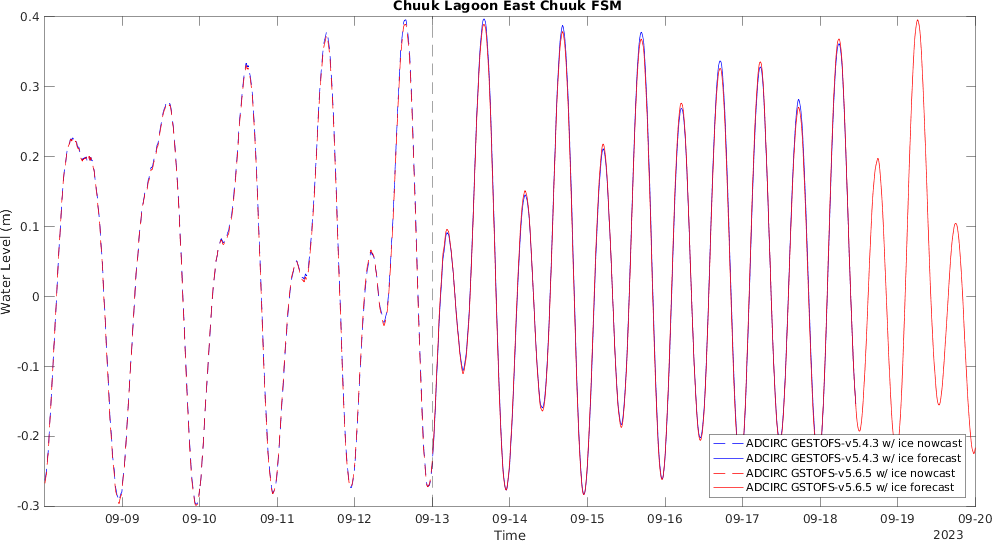 Chuuk Lagoon East Chuuk FSM
0.4
0.3
0.2
0.1
0
-0.1
-0.2
-0.3
Water Level (m)
ADCIRC GESTOFS-v5.4.3 w/ ice nowcast
ADCIRC GESTOFS-v5.4.3 w/ ice forecast
ADCIRC GSTOFS-v5.6.5 w/ ice nowcast
ADCIRC GSTOFS-v5.6.5 w/ ice forecast
09-09 09-10 09-11 09-12 09-13 09-14 09-15 09-16 09-17 09-18 09-19 09-20
Time
2023